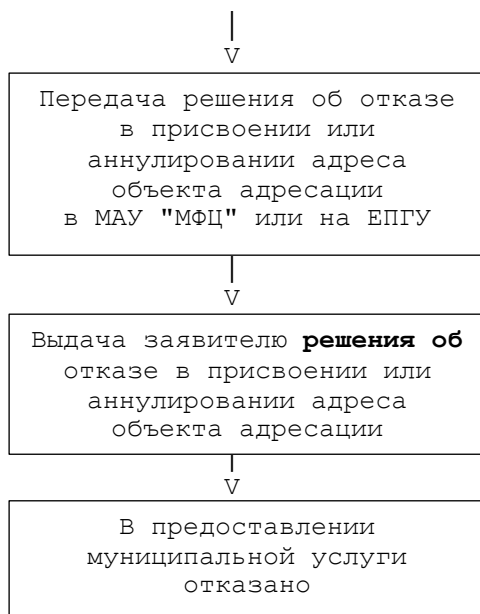 |
V
Передача решения об отказе
в присвоении или
аннулировании адреса
объекта адресации
в МАУ "МФЦ" или на ЕПГУ
|
V
Выдача заявителю решения об
отказе в присвоении или
аннулировании адреса
объекта адресации
|
V
В предоставлении
муниципальной услуги
отказано